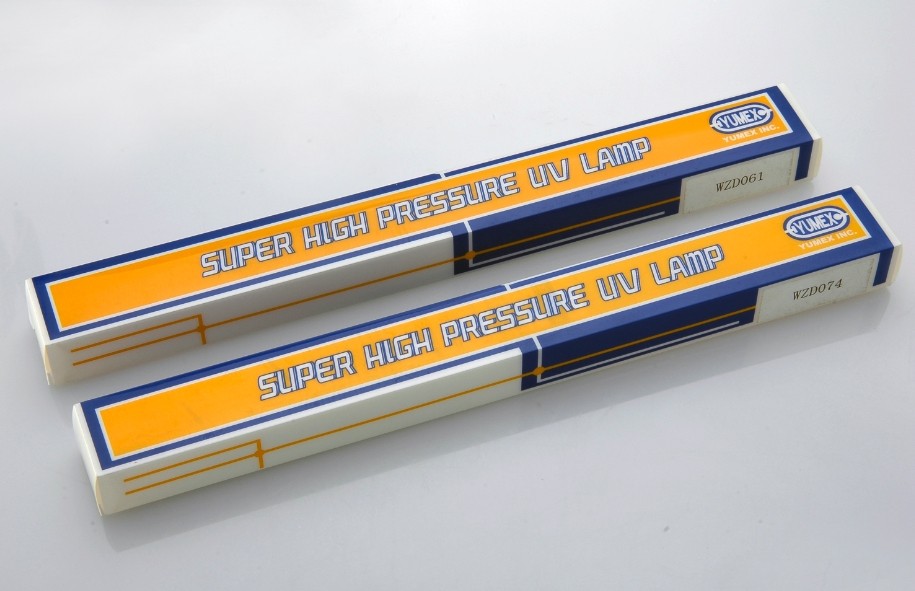 SUPER HIGH PRESSURE UV LAMP
YUMEX
YUMEX INC.
WZD061
SUPER HIGH PRESSURE UV LAMP
YUMEX
YUMEX INC.
WZD074